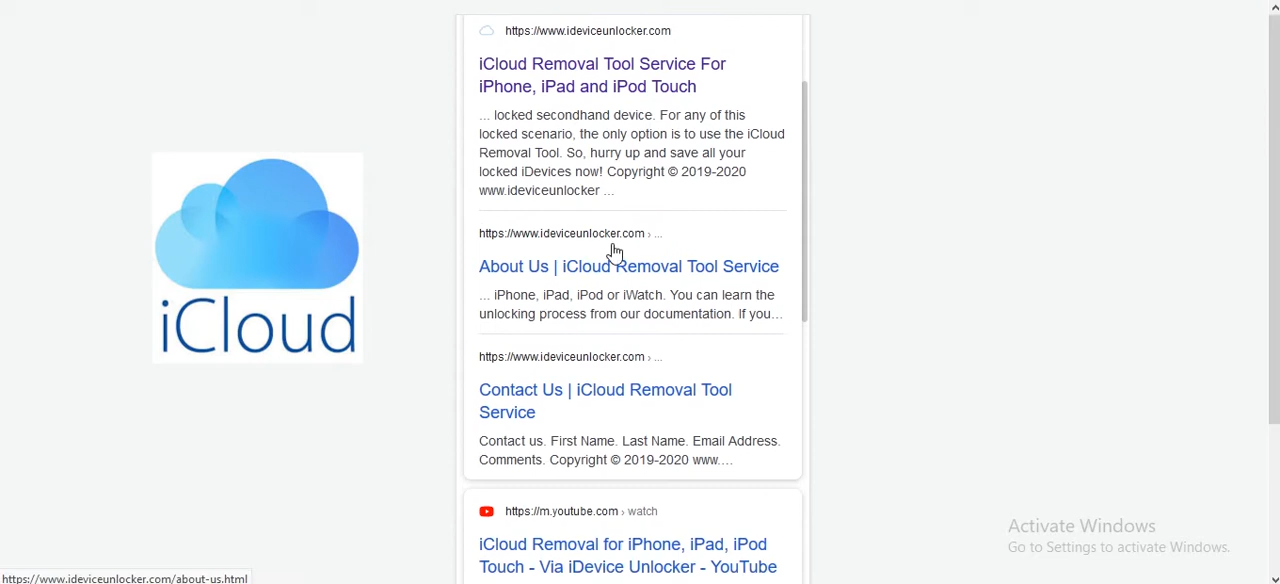 https://www.ideviceunlocker.com
iCloud Removal Tool Service For
iPhone, iPad and iPod Touch
... locked secondhand device. For any of this
locked scenario, the only option is to use the iCloud
Removal Tool. So, hurry up and save all your
locked iDevices now! Copyright © 2019-2020
www.ideviceunlocker ...
https://www.ideviceunlocker.com › ...
About Us | iCloud Removal Tool Service
... iPhone, iPad, iPod or iWatch. You can learn the
unlocking process from our documentation. If you...
https://www.ideviceunlocker.com › ...
Contact Us | iCloud Removal Tool
Service
Contact us. First Name. Last Name. Email Address.
Comments. Copyright © 2019-2020 www....
https://m.youtube.com › watch
iCloud Removal for iPhone, iPad, iPod
Touch - Via iDevice Unlocker - YouTube
iCloud
Activate Windows
Go to Settings to activate Windows.
https://www.ideviceunlocker.com/about-us.html